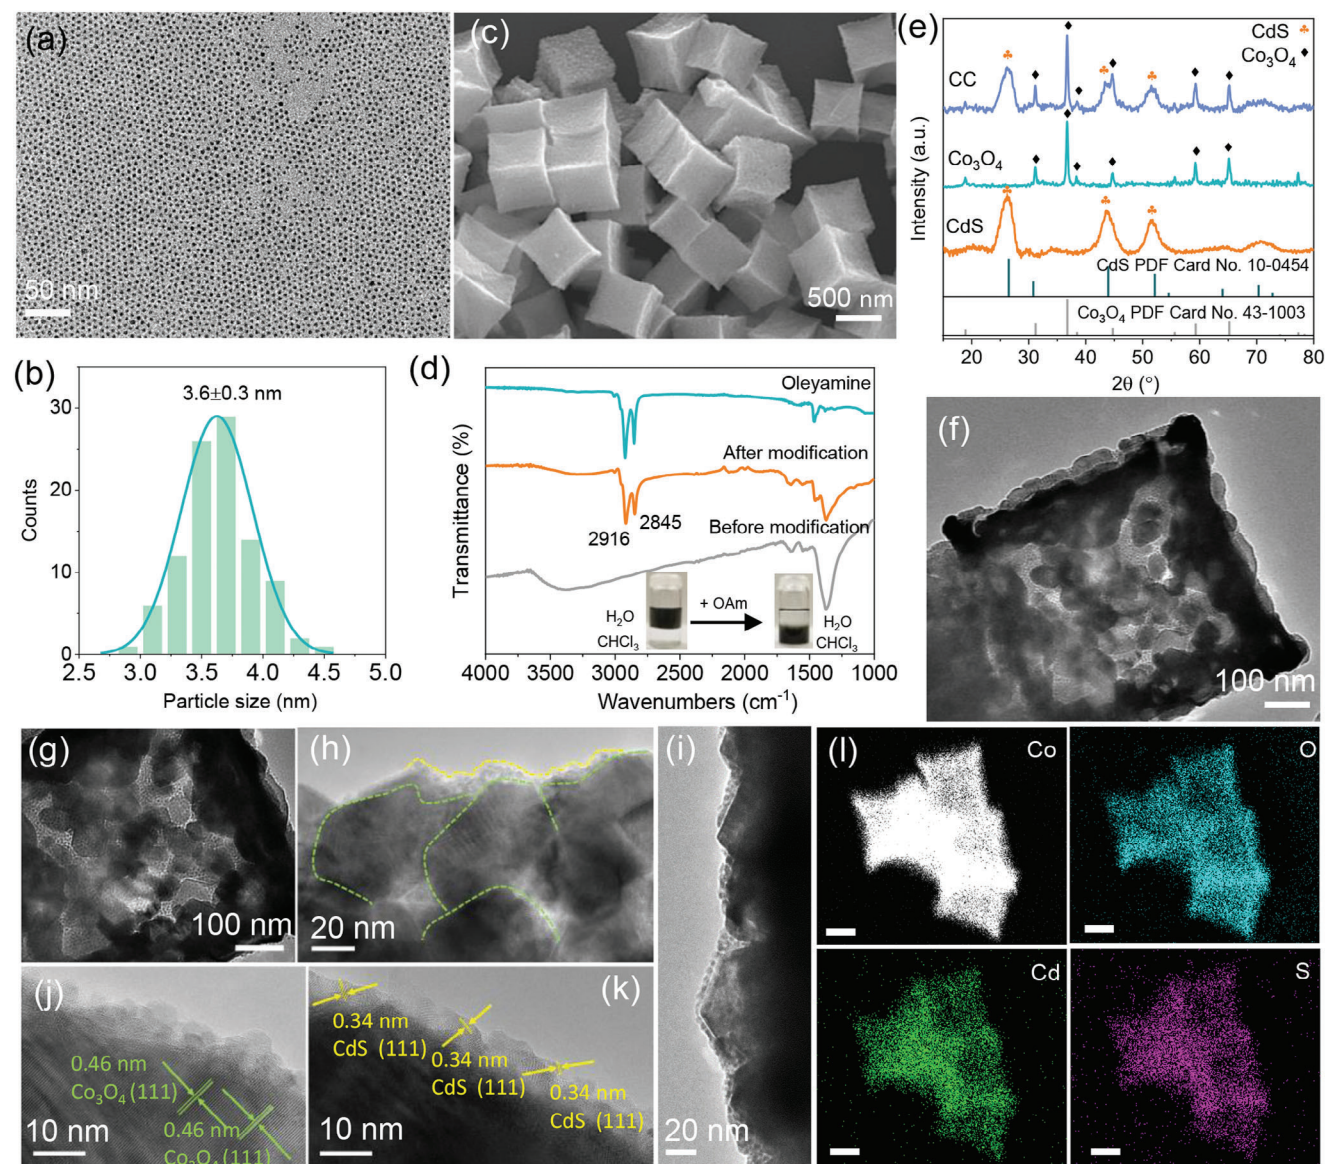 (a)
50 nm
(c)
500 nm
(e)
CdS ♣
Co₃O₄ ♦
CC
Co₃O₄
CdS
CdS PDF Card No. 10-0454
Co₃O₄ PDF Card No. 43-1003
Intensity (a.u.)
15 20 30 40 50 60 70 80
2θ (°)
(b)
3.6±0.3 nm
Counts
30
20
10
0
2.5 3.0 3.5 4.0 4.5 5.0
Particle size (nm)
(d)
Oleyamine
After modification
2916
2845
Before modification
+ OAm
H₂O
CHCl₃
H₂O
CHCl₃
Transmittance (%)
4000 3500 3000 2500 2000 1500 1000
Wavenumbers (cm⁻¹)
(f)
100 nm
(g)
100 nm
(h)
20 nm
(i)
20 nm
(j)
0.46 nm
Co₃O₄ (111)
0.46 nm
Co₃O₄ (111)
10 nm
(k)
0.34 nm
CdS (111)
0.34 nm
CdS (111)
0.34 nm
CdS (111)
10 nm
(l)
Co
O
Cd
S